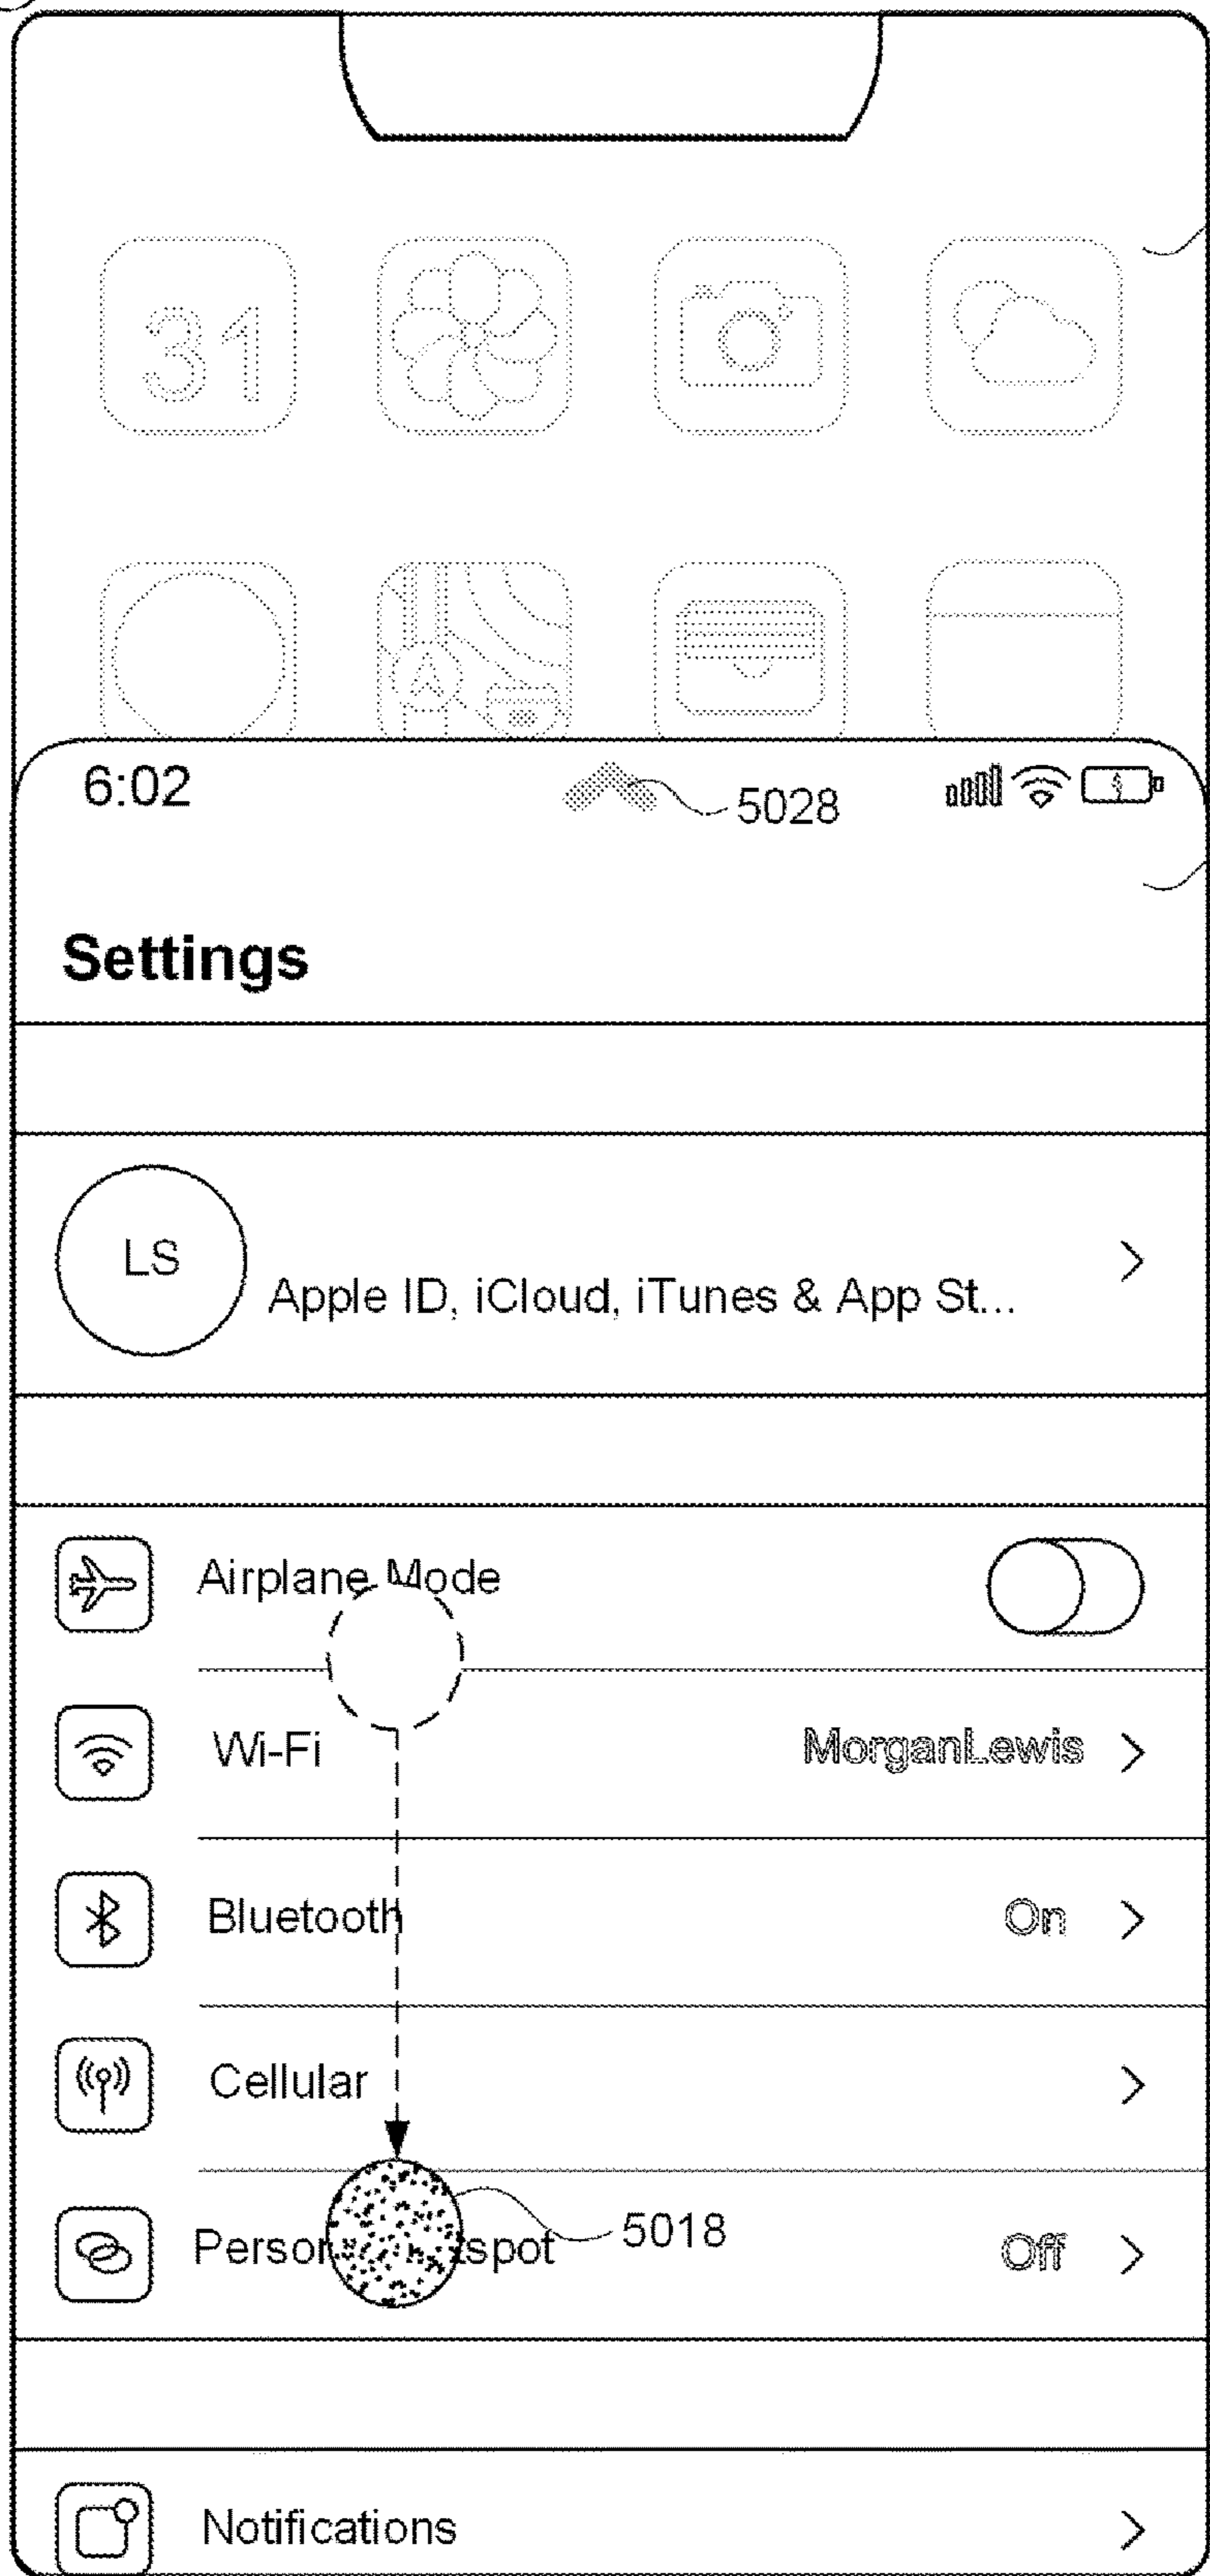 31
6:02
5028
Settings
LS
Apple ID, iCloud, iTunes & App St...
Airplane Mode
Wi-Fi MorganLewis
Bluetooth On
Cellular
5018
Off
Notifications